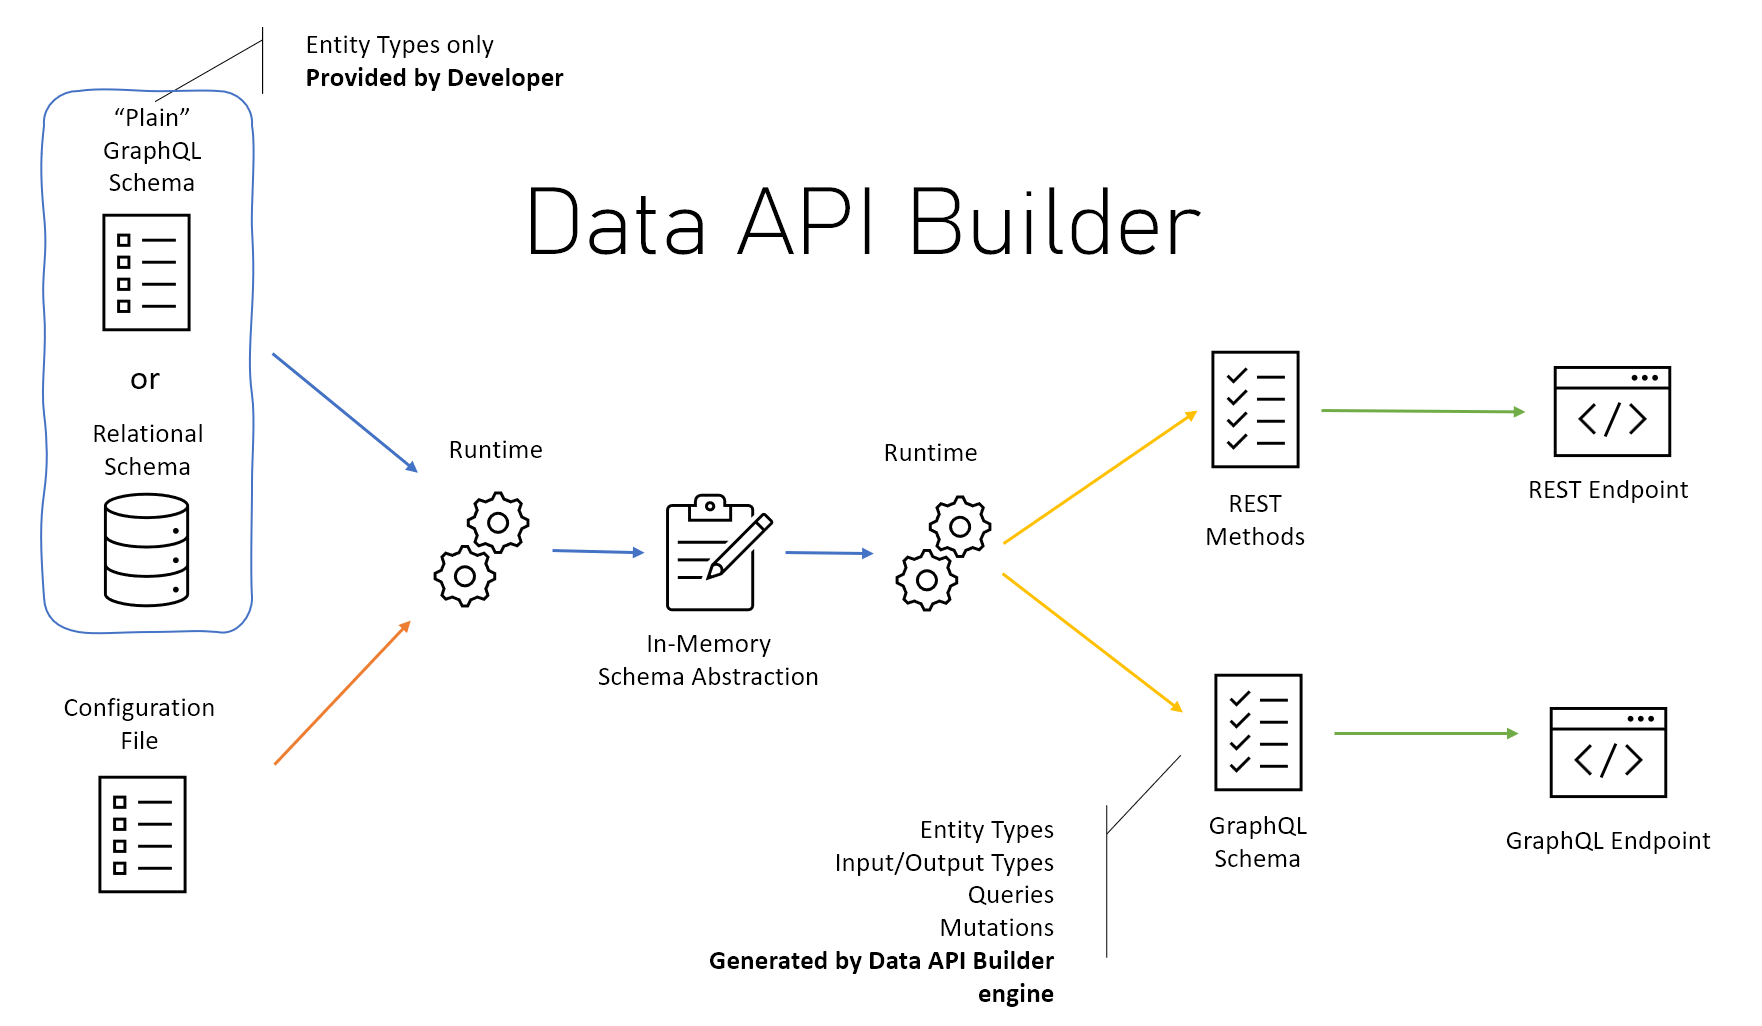 Entity Types only
Provided by Developer
“Plain”
GraphQL
Schema
or
Relational
Schema
Configuration
File
Data API Builder
Runtime
In-Memory
Schema Abstraction
Runtime
REST
Methods
REST Endpoint
GraphQL
Schema
GraphQL Endpoint
Entity Types
Input/Output Types
Queries
Mutations
Generated by Data API Builder
engine